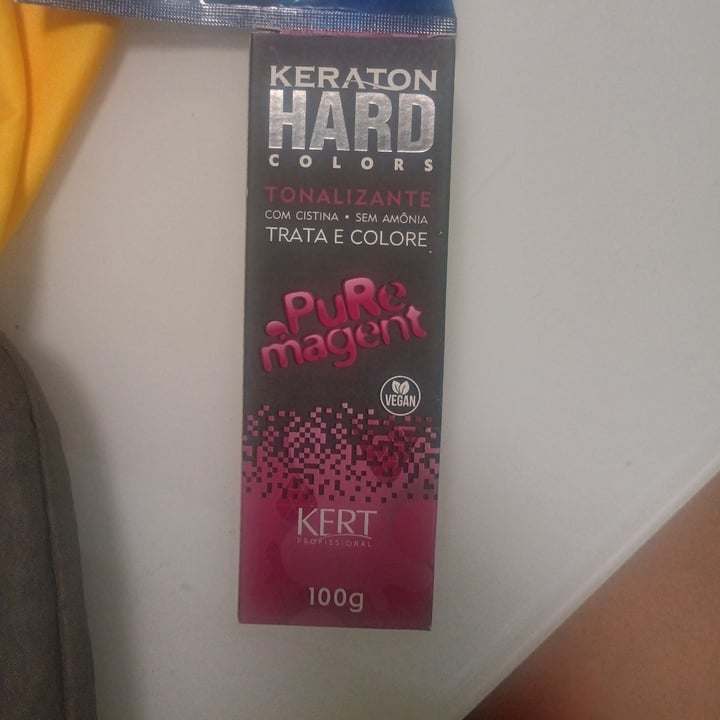 KERATON
HARD
COLORS
TONALIZANTE
COM CISTINA • SEM AMÔNIA
TRATA E COLORE
PuRe
magent
VEGAN
KERT
PROFISSIONAL
100g